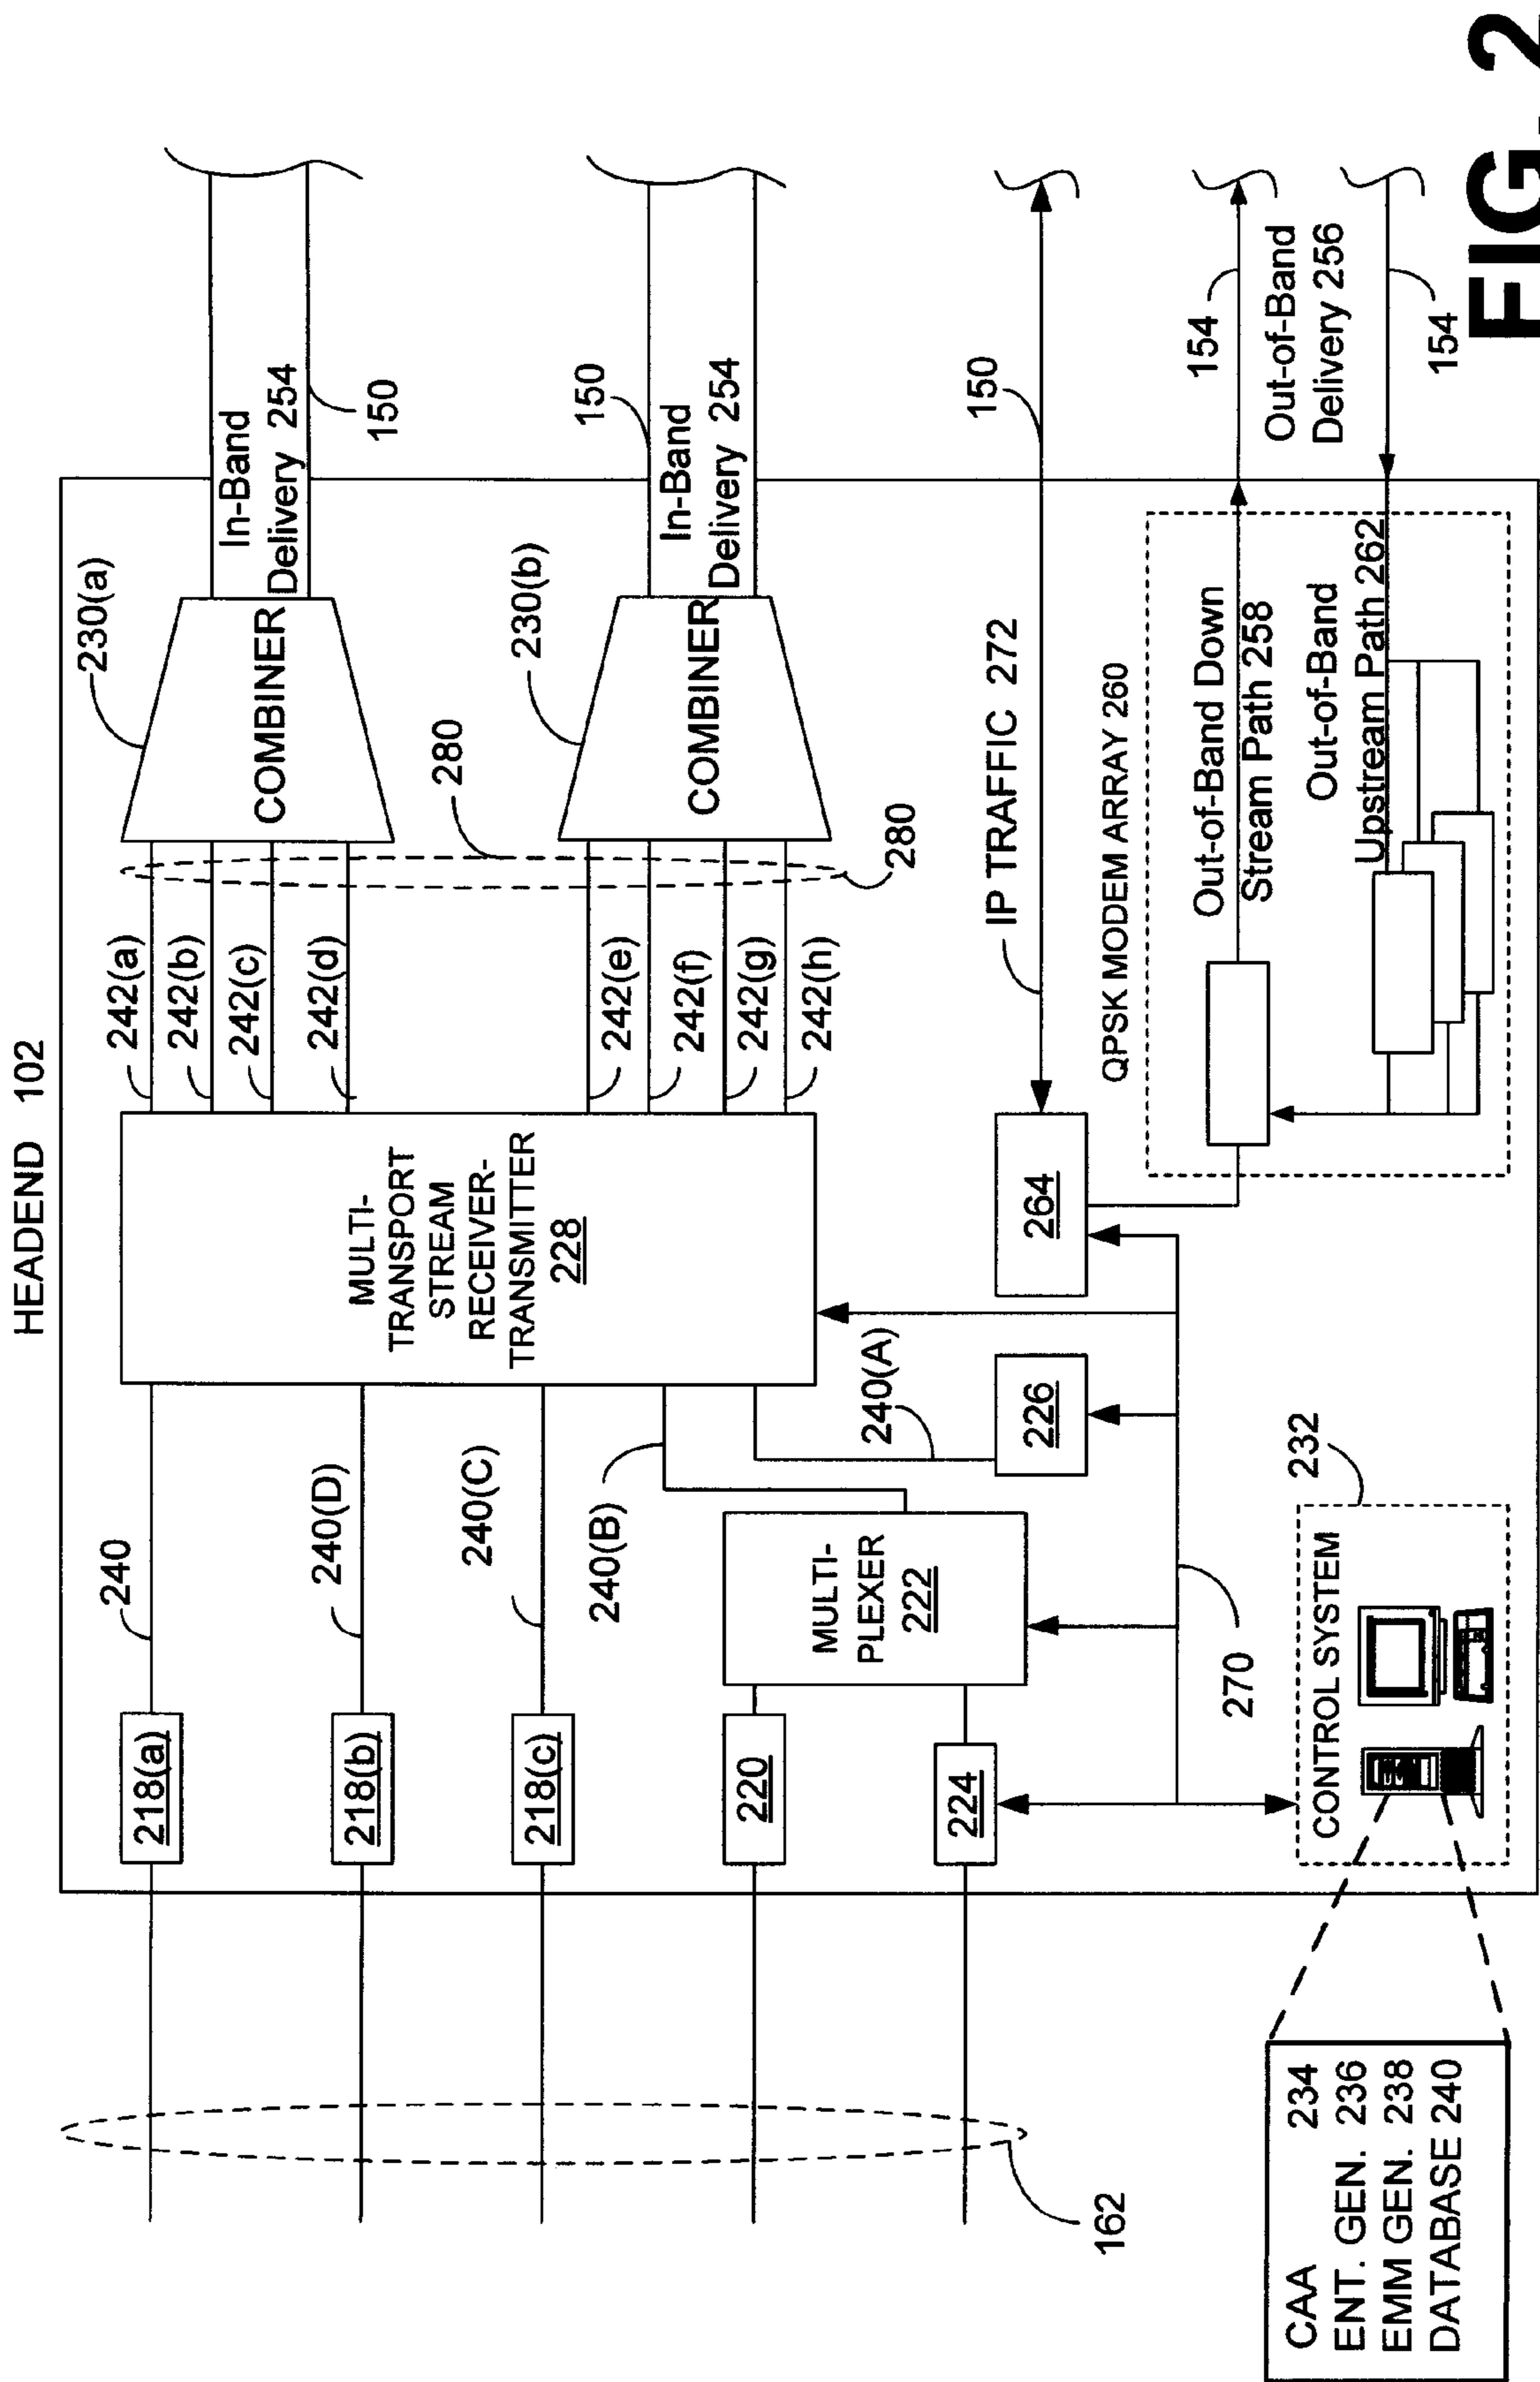 HEADEND 102
240
218(a)
240(D)
218(b)
240(C)
218(c)
240(B)
240(A)
220
224
MULTI-
PLEXER
222
226
MULTI-
TRANSPORT
STREAM
RECEIVER-
TRANSMITTER
228
242(a)
242(b)
242(c)
242(d)
242(e)
242(f)
242(g)
242(h)
280
280
230(a)
COMBINER
230(b)
COMBINER
In-Band
Delivery 254
150
In-Band
Delivery 254
150
162
264
IP TRAFFIC 272
150
270
232
CONTROL SYSTEM
CAA 234
ENT. GEN. 236
EMM GEN. 238
DATABASE 240
QPSK MODEM ARRAY 260
Out-of-Band Down
Stream Path 258
Out-of-Band
Upstream Path 262
154
Out-of-Band
Delivery 256
154
FIG. 2